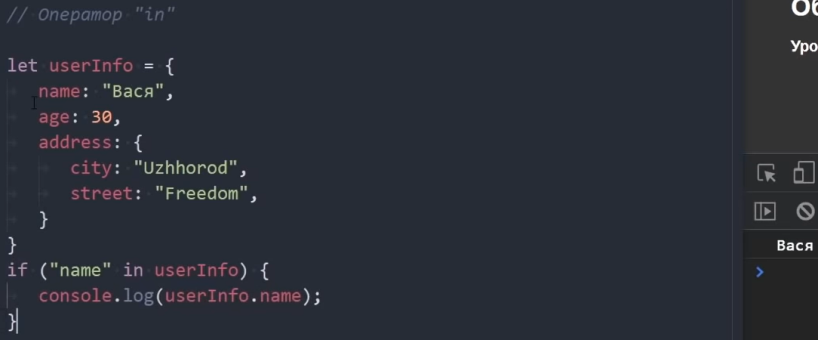 // Оператор "in"
let userInfo = {
name: "Вася",
age: 30,
address: {
city: "Uzhhorod",
street: "Freedom",
}
}
if ("name" in userInfo) {
console.log(userInfo.name);
}
Уро
Вася
>